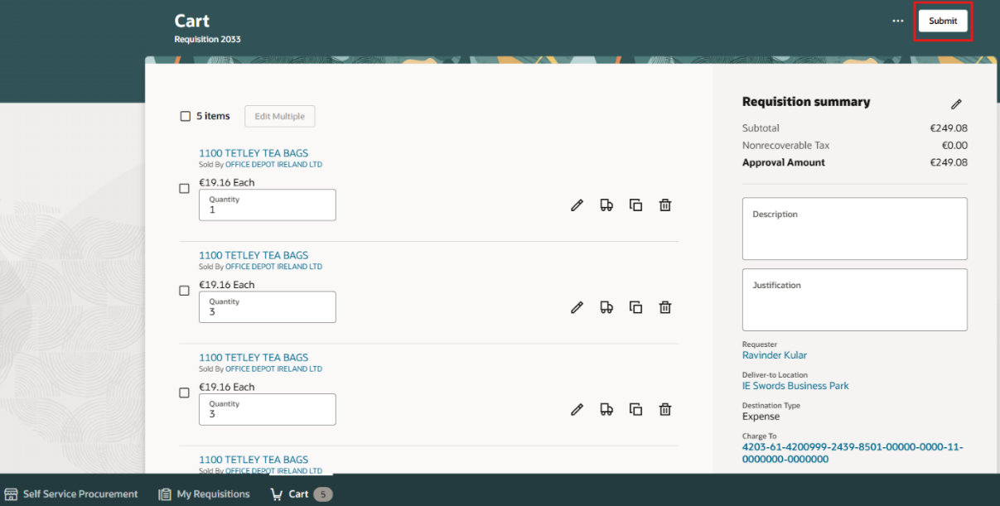 Cart
Requisition 2033
...
Submit
5 items
Edit Multiple
1100 TETLEY TEA BAGS
Sold By OFFICE DEPOT IRELAND LTD
€19.16 Each
Quantity
1
1100 TETLEY TEA BAGS
Sold By OFFICE DEPOT IRELAND LTD
€19.16 Each
Quantity
3
1100 TETLEY TEA BAGS
Sold By OFFICE DEPOT IRELAND LTD
€19.16 Each
Quantity
3
1100 TETLEY TEA BAGS
Sold By OFFICE DEPOT IRELAND LTD
Requisition summary
Subtotal €249.08
Nonrecoverable Tax €0.00
Approval Amount €249.08
Description
Justification
Requester
Ravinder Kular
Deliver-to Location
IE Swords Business Park
Destination Type
Expense
Charge To
4203-61-4200999-2439-8501-00000-0000-11-
0000000-0000000
Self Service Procurement My Requisitions Cart 5